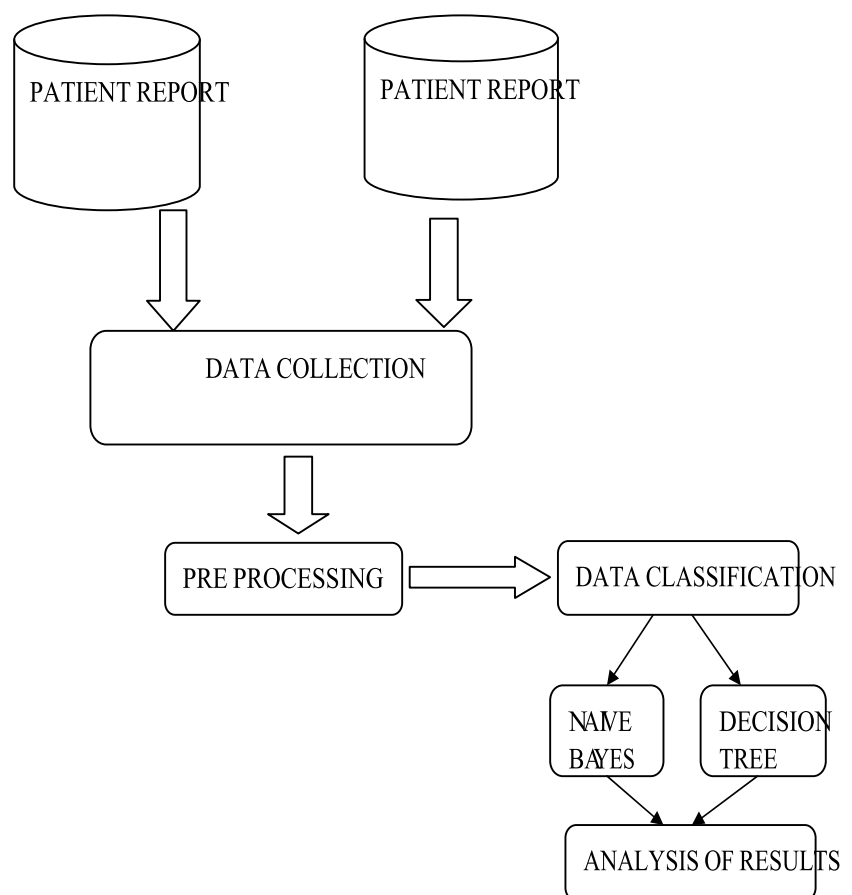 PATIENT REPORT
PATIENT REPORT
DATA COLLECTION
PRE PROCESSING
DATA CLASSIFICATION
NAIVE
BAYES
DECISION
TREE
ANALYSIS OF RESULTS